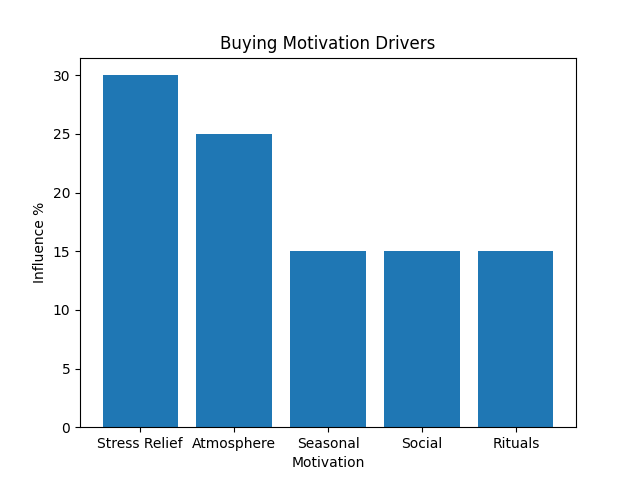 Buying Motivation Drivers
Influence %
30
25
20
15
10
5
0
Stress Relief Atmosphere Seasonal Social Rituals
Motivation